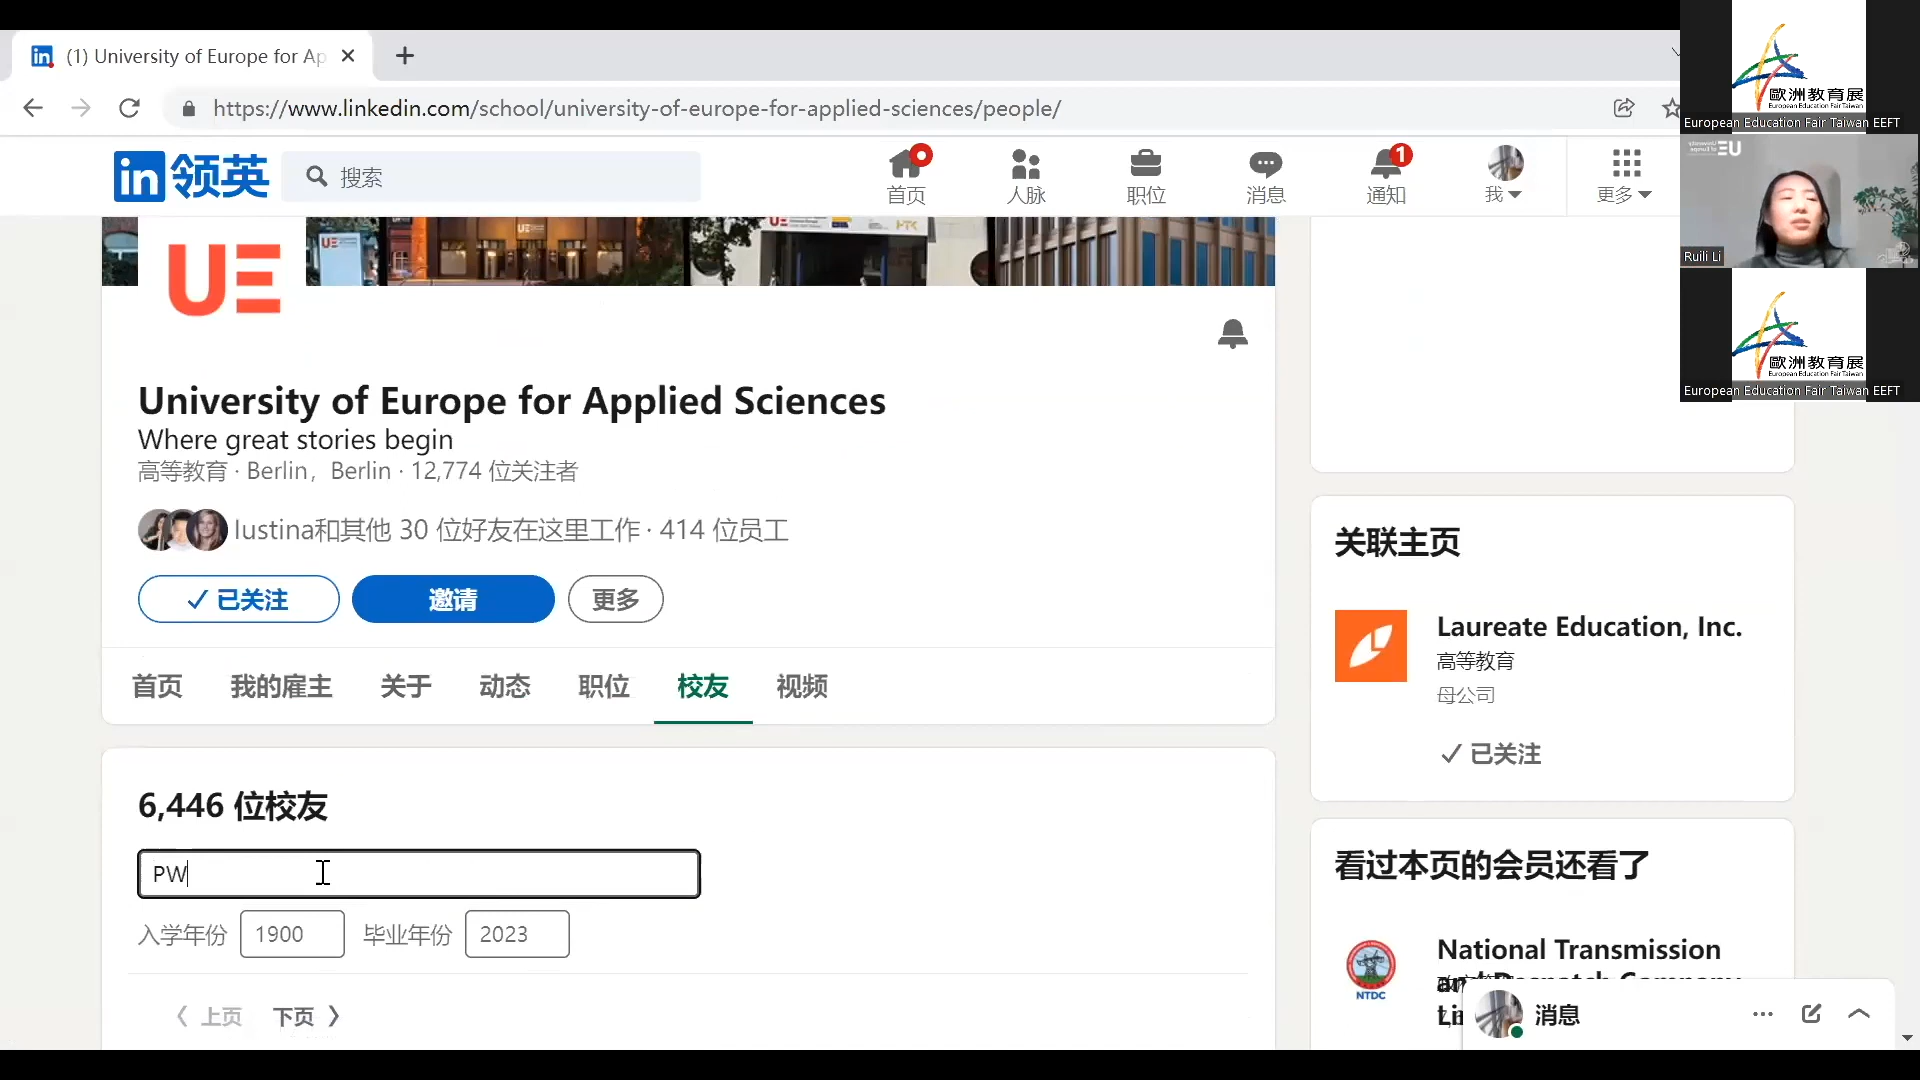 (1) University of Europe for Ap
https://www.linkedin.com/school/university-of-europe-for-applied-sciences/people/
in 领英
搜索
首页
人脉
职位
消息
1
通知
我
更多
UE
University of Europe for Applied Sciences
Where great stories begin
高等教育 · Berlin，Berlin · 12,774 位关注者
Iustina和其他 30 位好友在这里工作 · 414 位员工
已关注
邀请
更多
首页
我的雇主
关于
动态
职位
校友
视频
6,446 位校友
PW
入学年份 1900 毕业年份 2023
上页 下页
关联主页
Laureate Education, Inc.
高等教育
母公司
已关注
看过本页的会员还看了
NTDC
National Transmission
消息
歐洲教育展
European Education Fair Taiwan
European Education Fair Taiwan EEFT
Ruili Li
歐洲教育展
European Education Fair Taiwan
European Education Fair Taiwan EEFT